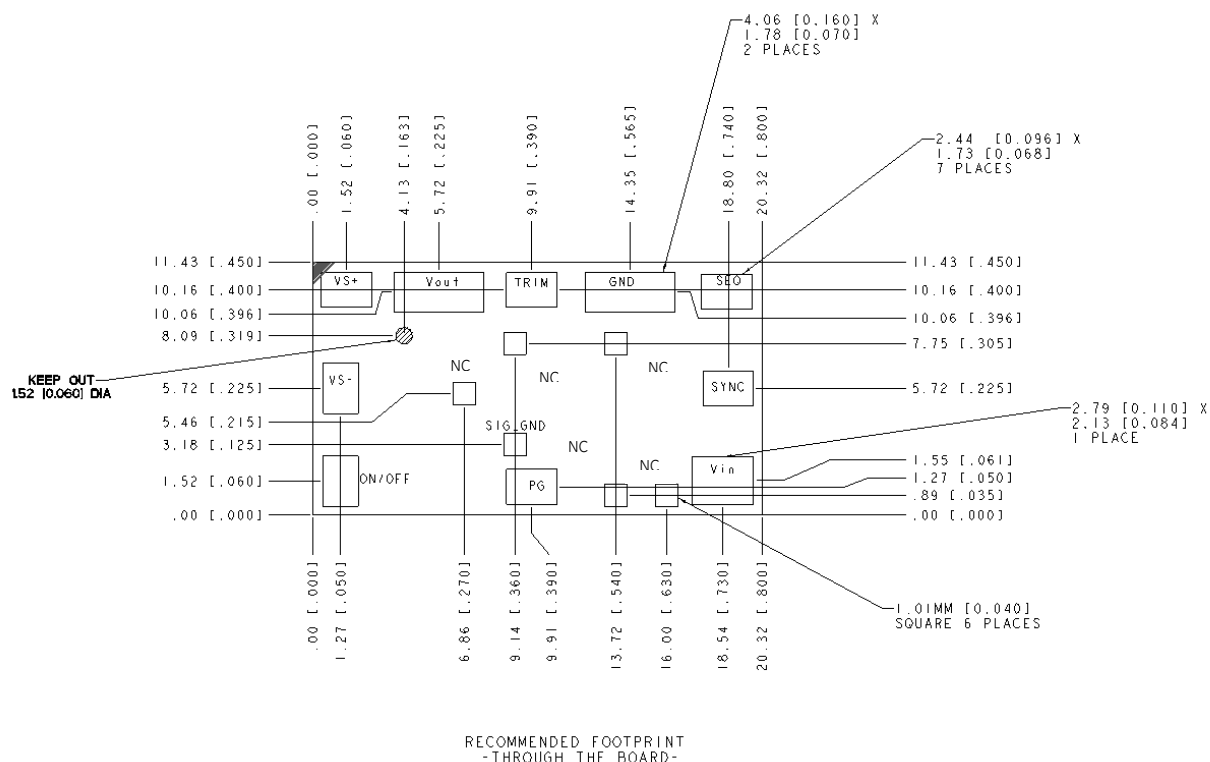 4.06 [0.160] X
1.78 [0.070]
2 PLACES
2.44 [0.096] X
1.73 [0.068]
7 PLACES
.00 [.000]
1.52 [.060]
4.13 [.163]
5.72 [.225]
9.91 [.390]
14.35 [.565]
18.80 [.740]
20.32 [.800]
11.43 [.450]
11.43 [.450]
VS+
Vout
TRIM
GND
SEQ
10.16 [.400]
10.16 [.400]
10.06 [.396]
10.06 [.396]
8.09 [.319]
7.75 [.305]
KEEP OUT
1.52 [0.060] DIA
NC
NC
NC
5.72 [.225]
VS-
SYNC
5.72 [.225]
5.46 [.215]
2.79 [0.110] X
2.13 [0.084]
1 PLACE
SIG_GND
3.18 [.125]
NC
NC
Vin
1.55 [.061]
1.52 [.060]
ON/OFF
PG
1.27 [.050]
.89 [.035]
.00 [.000]
.00 [.000]
.00 [.000]
1.27 [.050]
6.86 [.270]
9.14 [.360]
9.91 [.390]
13.72 [.540]
16.00 [.630]
18.54 [.730]
20.32 [.800]
1.01MM [0.040]
SQUARE 6 PLACES
RECOMMENDED FOOTPRINT
-THROUGH THE BOARD-